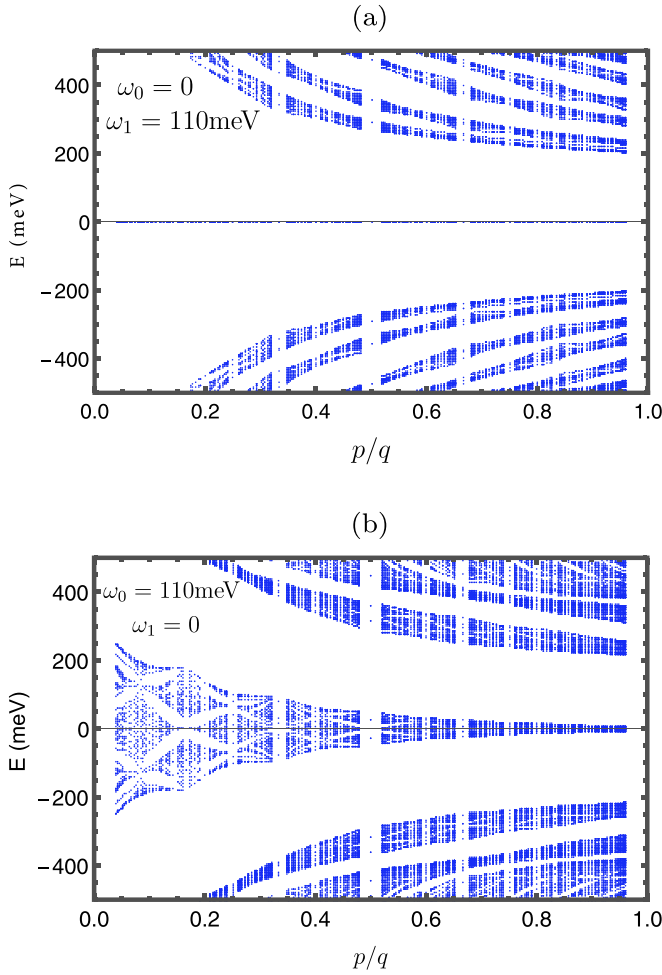 (a)
400
200
0
−200
−400
E (meV)
ω₀ = 0
ω₁ = 110meV
0.0 0.2 0.4 0.6 0.8 1.0
p/q
(b)
400
200
0
−200
−400
E (meV)
ω₀ = 110meV
ω₁ = 0
0.0 0.2 0.4 0.6 0.8 1.0
p/q